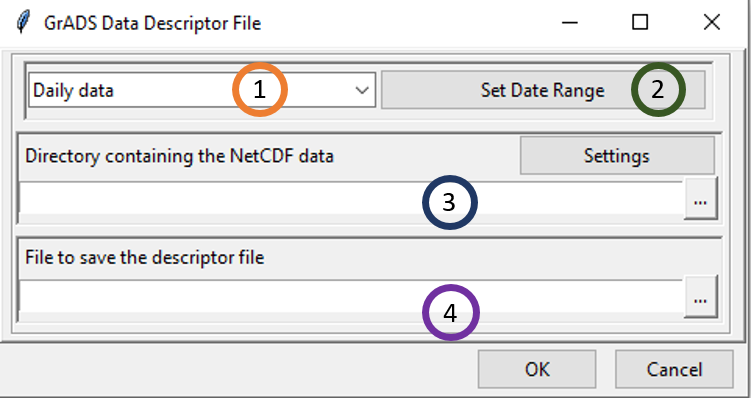 GrADS Data Descriptor File
Daily data 1 Set Date Range 2
Directory containing the NetCDF data Settings
3 ...
File to save the descriptor file
4 ...
OK Cancel